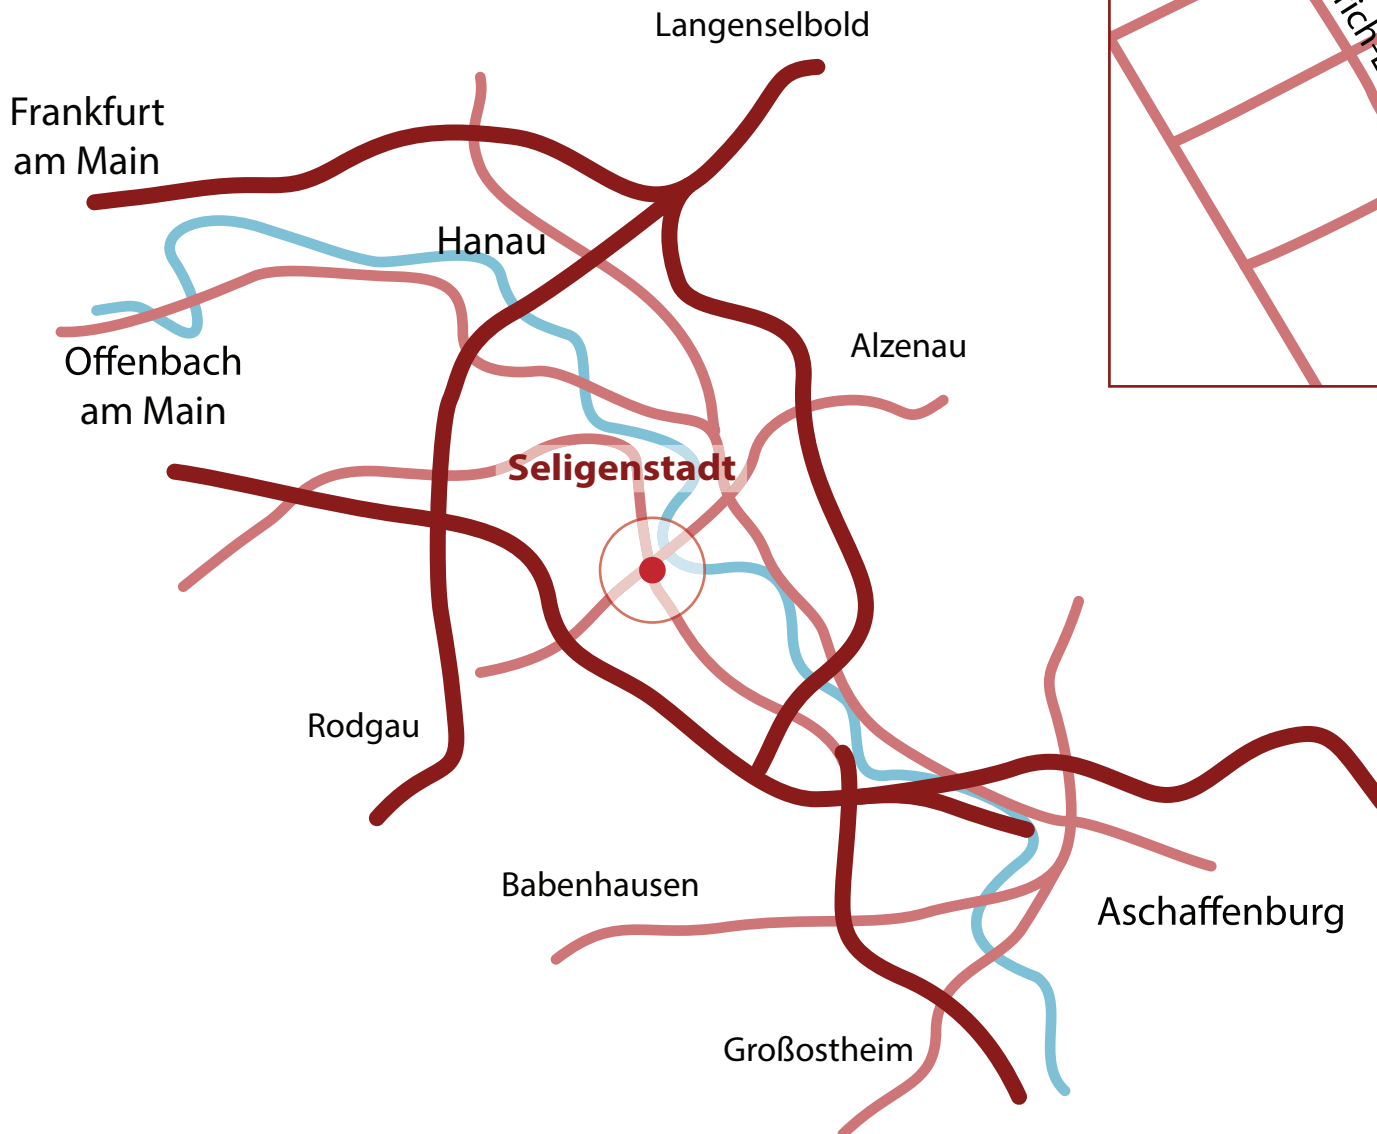 Langenselbold
Frankfurt
am Main
Hanau
Alzenau
Offenbach
am Main
Seligenstadt
Rodgau
Babenhausen
Aschaffenburg
Großostheim